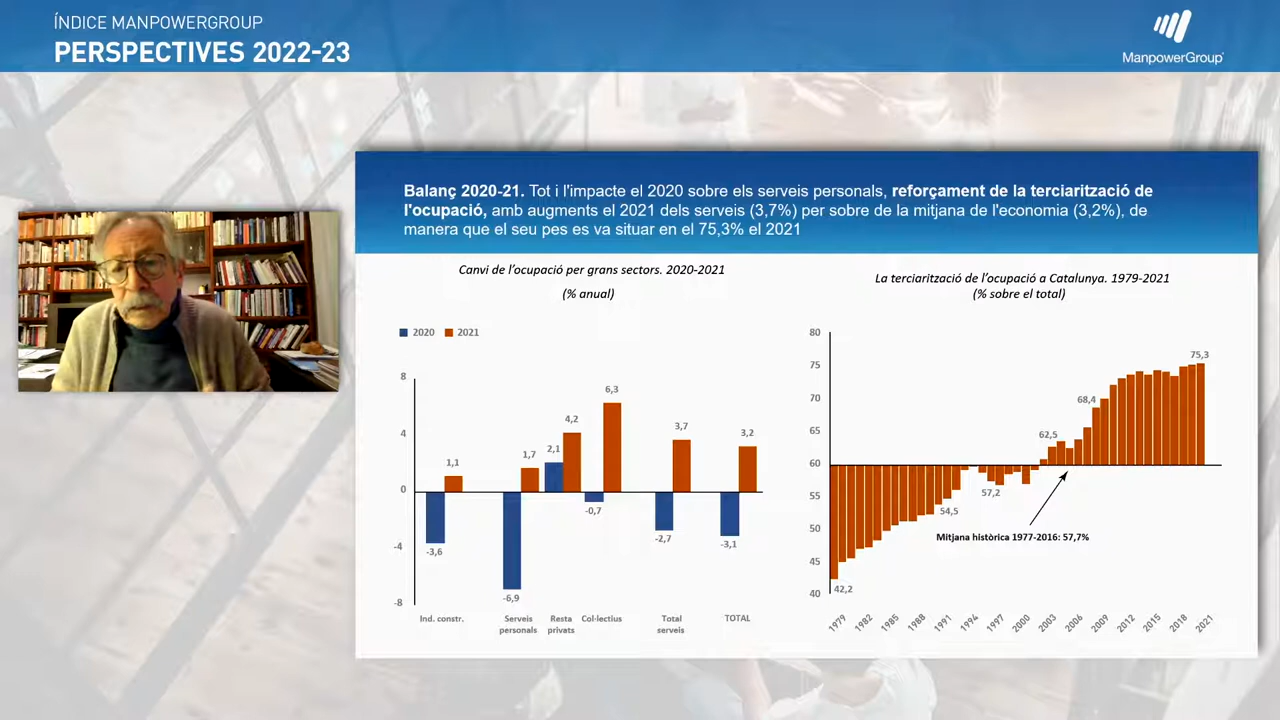 ÍNDICE MANPOWERGROUP
PERSPECTIVES 2022-23
ManpowerGroup
Balanç 2020-21. Tot i l'impacte el 2020 sobre els serveis personals, reforçament de la terciarització de
l'ocupació, amb augments el 2021 dels serveis (3,7%) per sobre de la mitjana de l'economia (3,2%), de
manera que el seu pes es va situar en el 75,3% el 2021
Canvi de l'ocupació per grans sectors. 2020-2021
(% anual)
2020 2021
8
4
0
-4
-8
1,1
-3,6
1,7
-6,9
2,1
4,2
6,3
-0,7
3,7
-2,7
3,2
-3,1
Ind. constr.
Serveis
personals
Resta
privats
Col·lectius
Total
serveis
TOTAL
La terciarització de l'ocupació a Catalunya. 1979-2021
(% sobre el total)
80
75
70
65
60
55
50
45
40
42,2
54,5
57,2
62,5
68,4
75,3
Mitjana històrica 1977-2016: 57,7%
1979 1982 1985 1988 1991 1994 1997 2000 2003 2006 2009 2012 2015 2018 2021